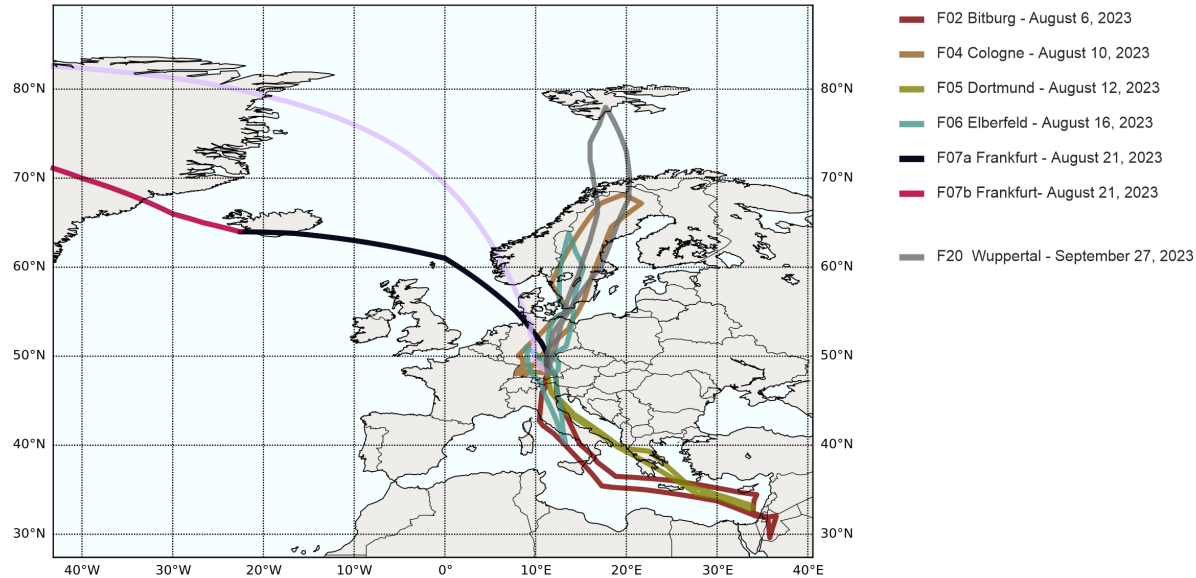 F02 Bitburg - August 6, 2023
F04 Cologne - August 10, 2023
F05 Dortmund - August 12, 2023
F06 Elberfeld - August 16, 2023
F07a Frankfurt - August 21, 2023
F07b Frankfurt- August 21, 2023
F20  Wuppertal - September 27, 2023
80°N 80°N
70°N 70°N
60°N 60°N
50°N 50°N
40°N 40°N
30°N 30°N
40°W 30°W 20°W 10°W 0° 10°E 20°E 30°E 40°E